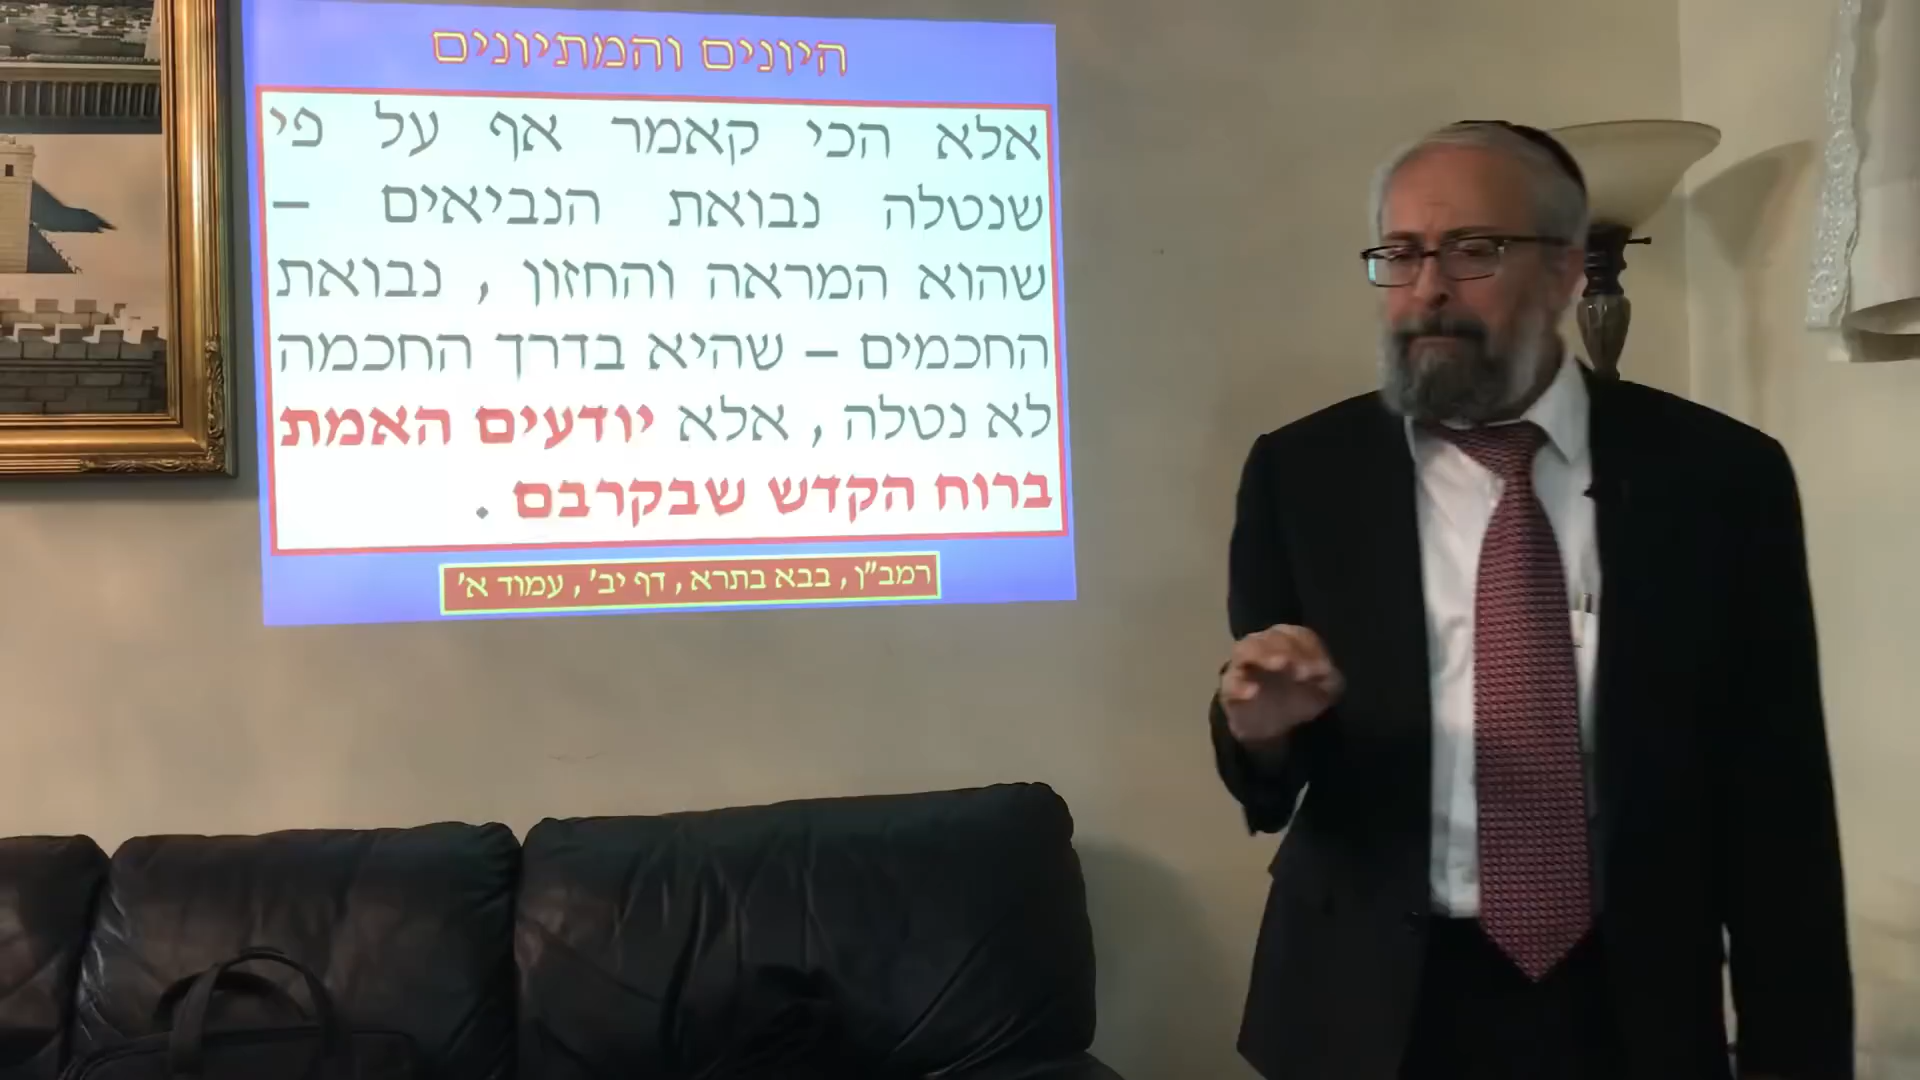 היונים והמתיונים
אלא הכי קאמר אף על פי
שנטלה נבואת הנביאים –
שהוא המראה והחזון , נבואת
החכמים – שהיא בדרך החכמה
לא נטלה , אלא יודעים האמת
ברוח הקדש שבקרבם .
רמב"ן , בבא בתרא , דף יב' , עמוד א'